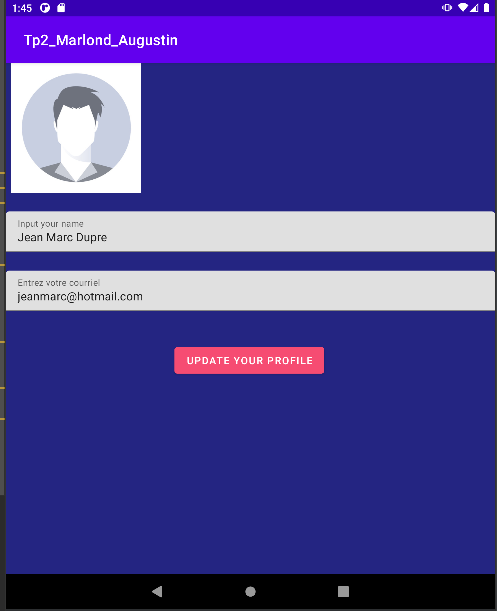 1:45
Tp2_Marlond_Augustin
Input your name
Jean Marc Dupre
Entrez votre courriel
jeanmarc@hotmail.com
UPDATE YOUR PROFILE